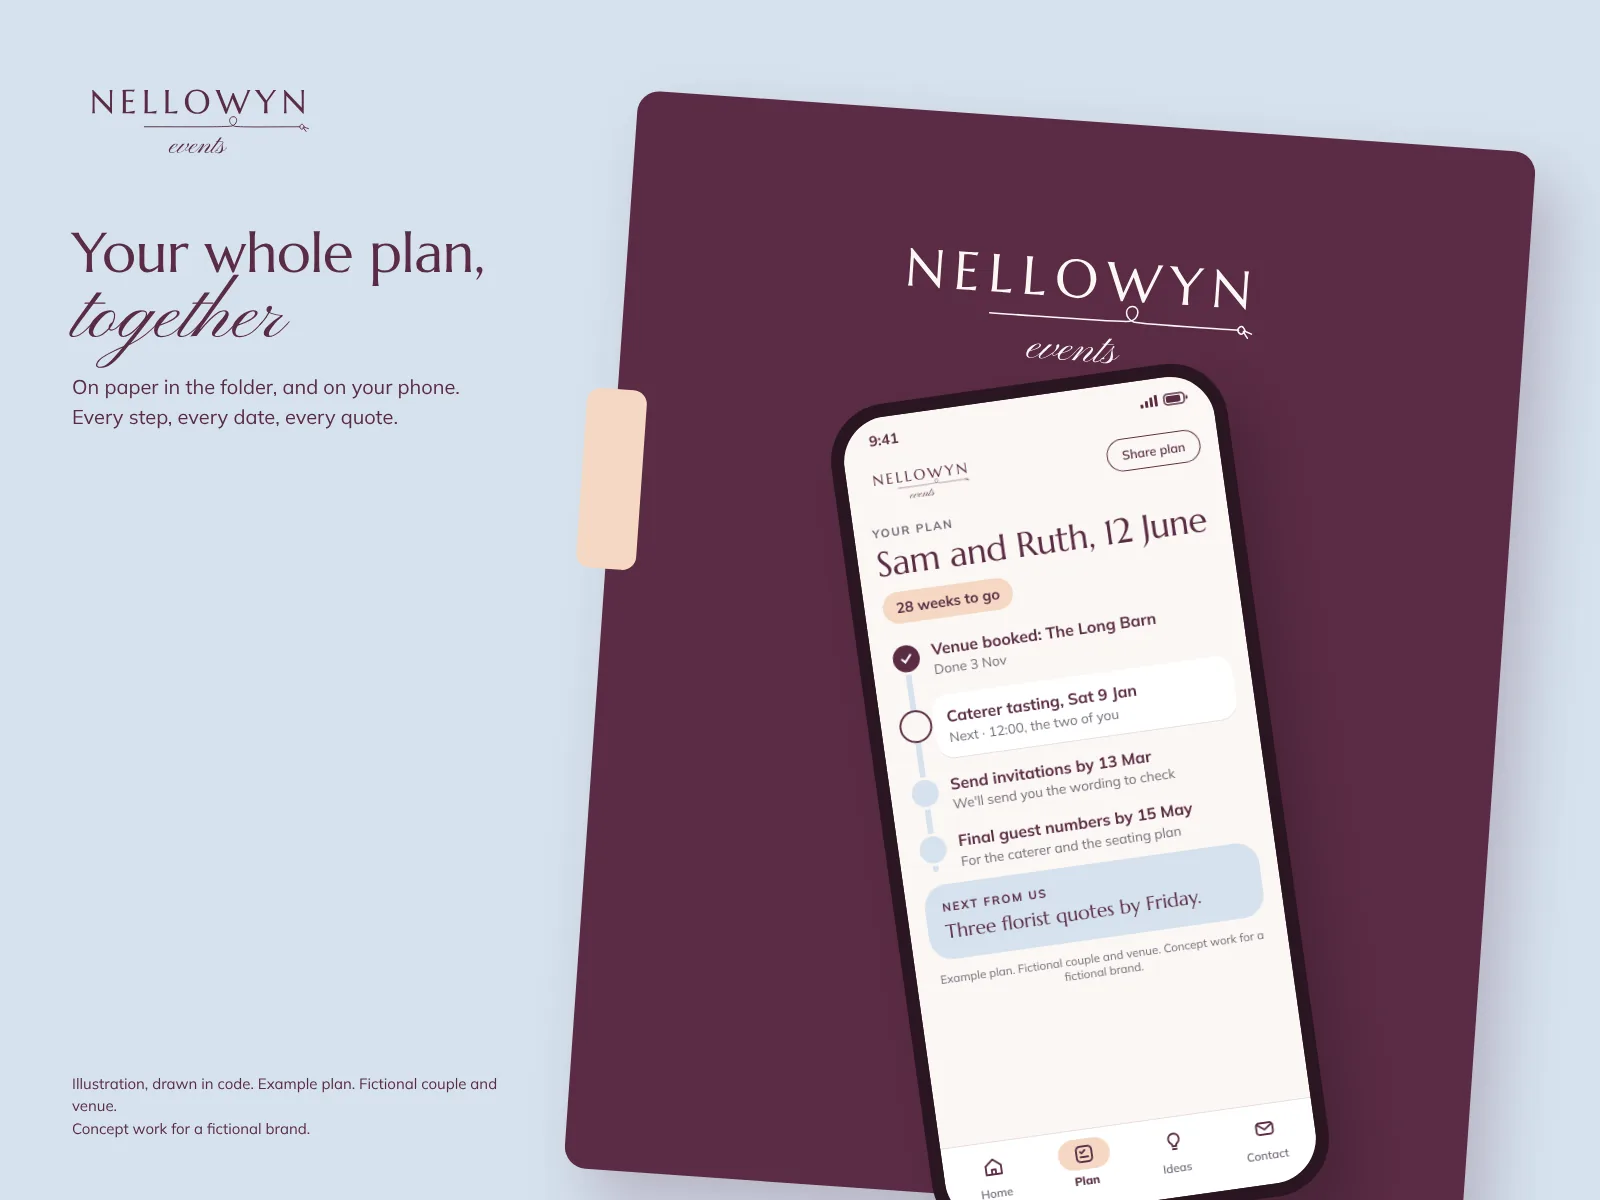 NELLOWYN
events
Your whole plan,
together
On paper in the folder, and on your phone.
Every step, every date, every quote.
Illustration, drawn in code. Example plan. Fictional couple and
venue.
Concept work for a fictional brand.
NELLOWYN
events
9:41
NELLOWYN
events
Share plan
YOUR PLAN
Sam and Ruth, 12 June
28 weeks to go
Venue booked: The Long Barn
Done 3 Nov
Caterer tasting, Sat 9 Jan
Next · 12:00, the two of you
Send invitations by 13 Mar
We'll send you the wording to check
Final guest numbers by 15 May
For the caterer and the seating plan
NEXT FROM US
Three florist quotes by Friday.
Example plan. Fictional couple and venue. Concept work for a
fictional brand.
Home
Plan
Ideas
Contact